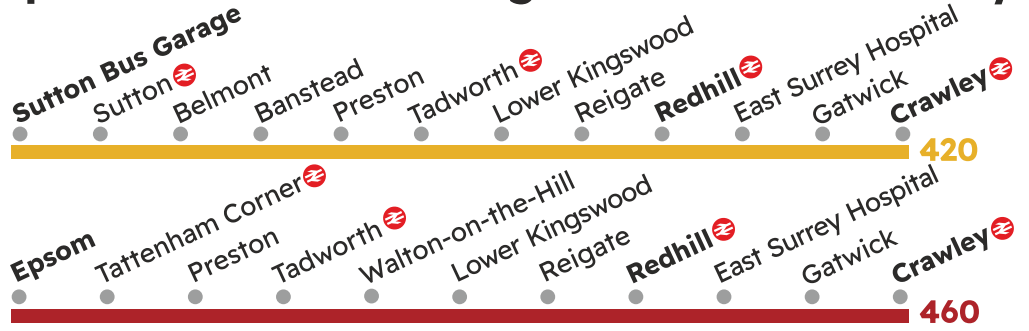 Sutton Bus Garage
Sutton
Belmont
Banstead
Preston
Tadworth
Lower Kingswood
Reigate
Redhill
East Surrey Hospital
Gatwick
Crawley
420
Epsom
Tattenham Corner
Preston
Tadworth
Walton-on-the-Hill
Lower Kingswood
Reigate
Redhill
East Surrey Hospital
Gatwick
Crawley
460